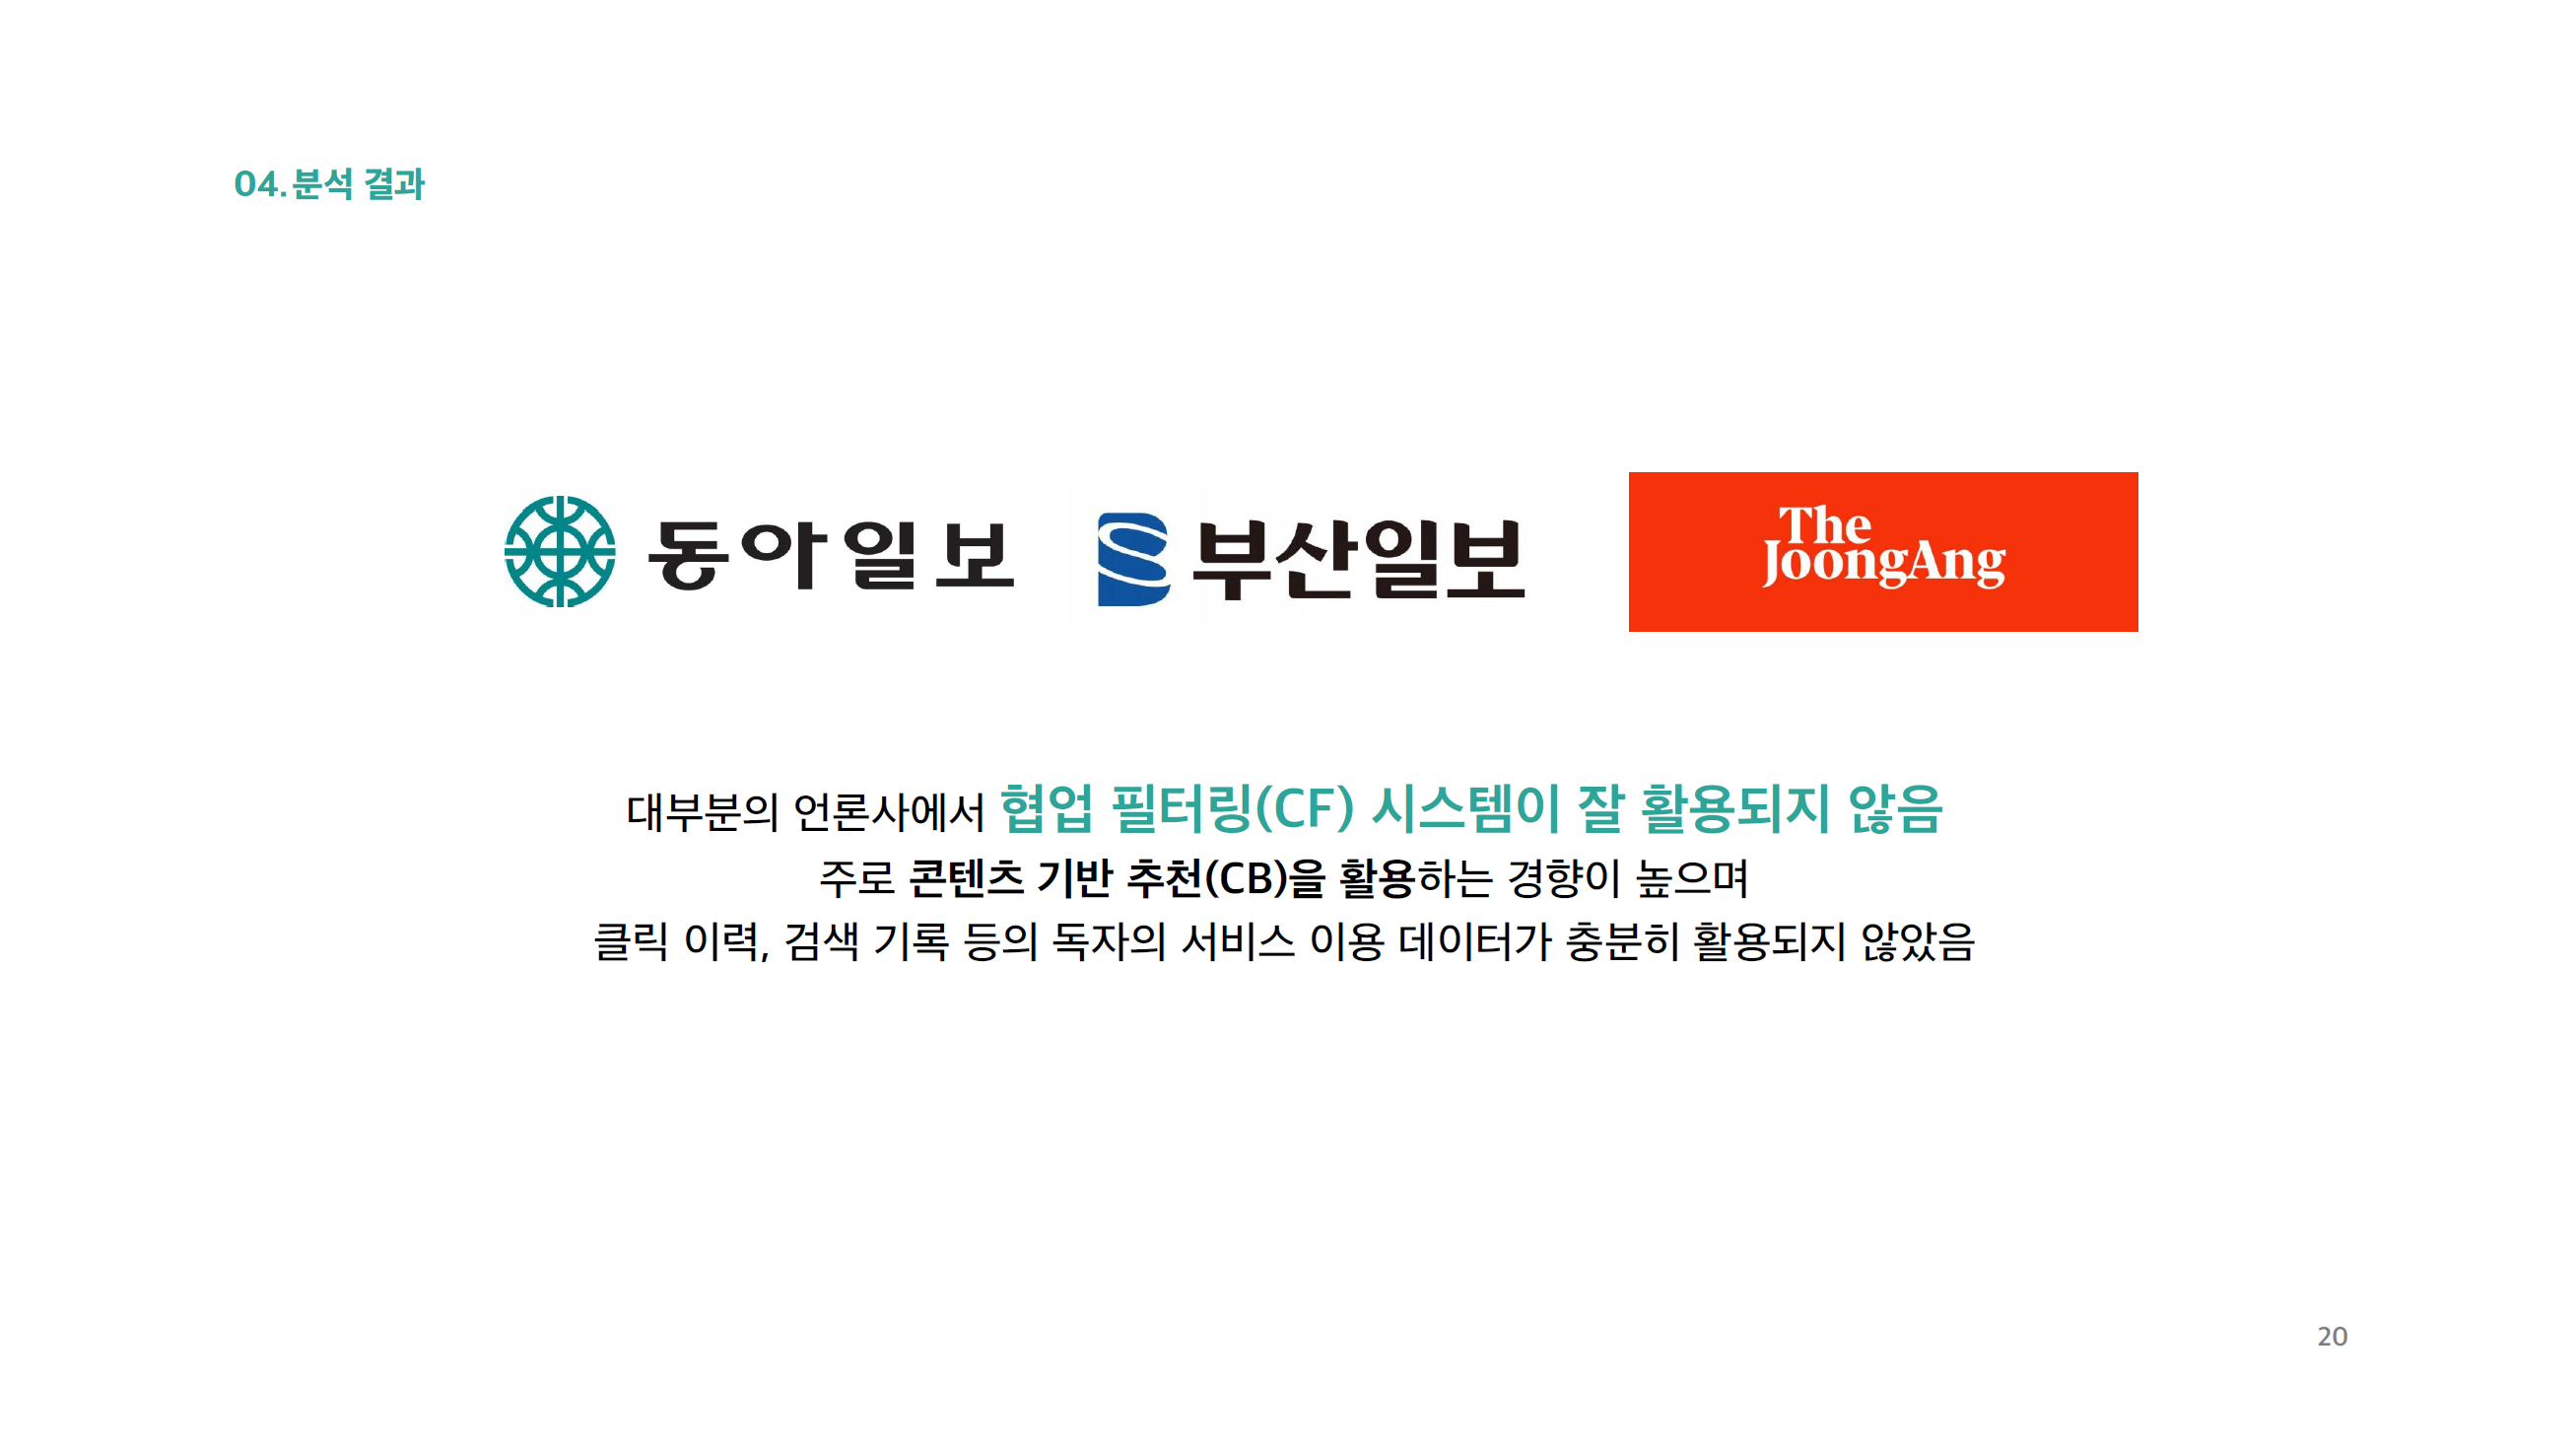 04. 분석 결과
동아일보
부산일보
The
JoongAng
대부분의 언론사에서 협업 필터링(CF) 시스템이 잘 활용되지 않음
주로 콘텐츠 기반 추천(CB)을 활용하는 경향이 높으며
클릭 이력, 검색 기록 등의 독자의 서비스 이용 데이터가 충분히 활용되지 않았음
20